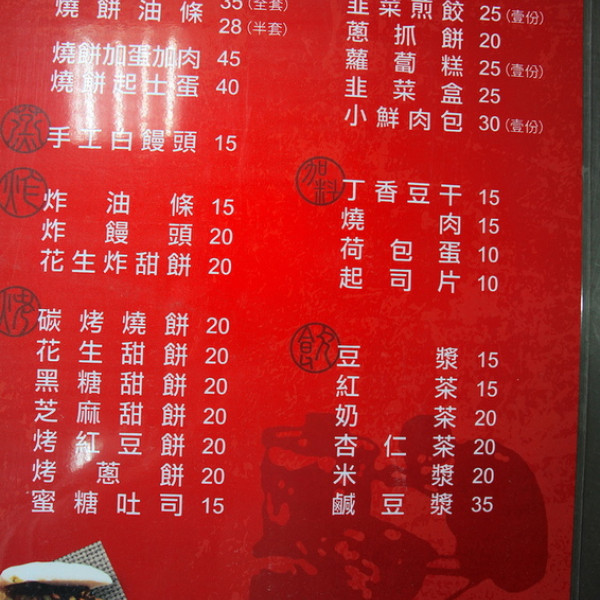 燒餅油條 35(全套)
28(半套)
燒餅加蛋加肉 45
燒餅起士蛋 40
蒸
手工白饅頭 15
炸
炸油條 15
炸饅頭 20
花生炸甜餅 20
烤
碳烤燒餅 20
花生甜餅 20
黑糖甜餅 20
芝麻甜餅 20
烤紅豆餅 20
烤蔥餅 20
蜜糖吐司 15
韭菜煎餃 25(壹份)
蔥抓餅 20
蘿蔔糕 25(壹份)
韭菜盒 25
小鮮肉包 30(壹份)
加料
丁香豆干 15
燒肉 15
荷包蛋 10
起司片 10
飲
豆漿 15
紅茶 15
奶茶 20
杏仁茶 20
米漿 20
鹹豆漿 35